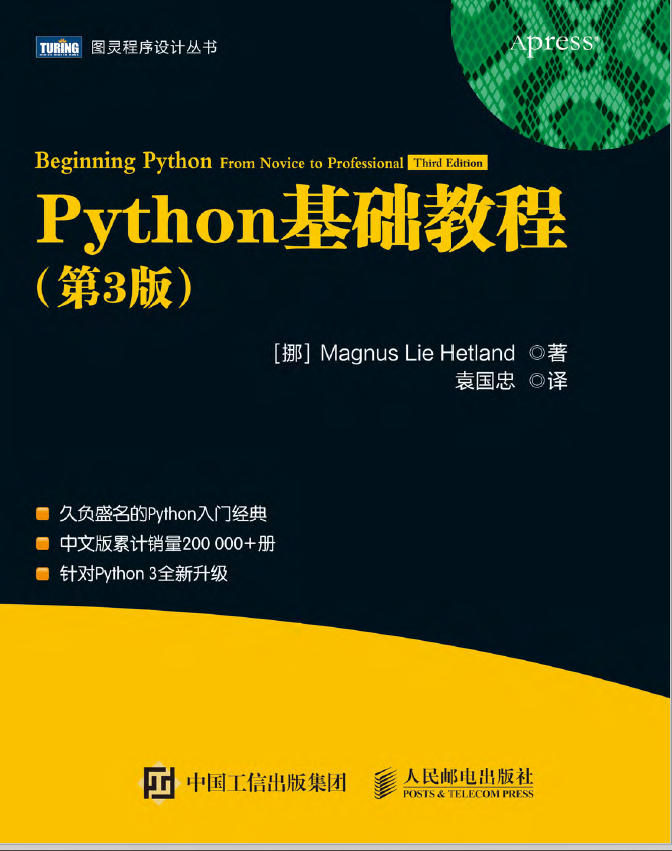 TURING 图灵程序设计丛书
Apress®
Beginning Python From Novice to Professional Third Edition
Python基础教程
（第3版）
[挪] Magnus Lie Hetland ◎著
袁国忠 ◎译
久负盛名的Python入门经典
中文版累计销量200 000+册
针对Python 3全新升级
中国工信出版集团
人民邮电出版社
POSTS & TELECOM PRESS